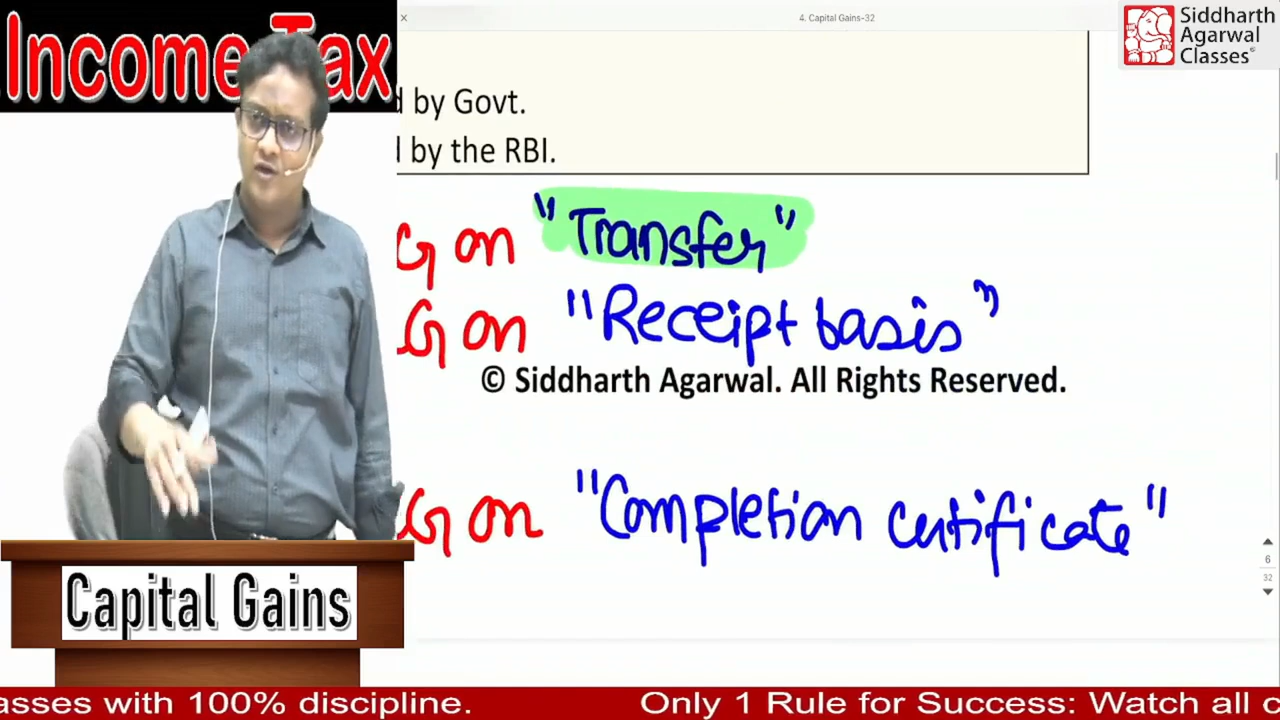 Income Tax
4. Capital Gains-32
Siddharth
Agarwal
Classes
d by Govt.
by the RBI.
G on "Transfer"
G on "Receipt basis"
© Siddharth Agarwal. All Rights Reserved.
G on "Completion certificate"
6
32
Capital Gains
asses with 100% discipline. Only 1 Rule for Success: Watch all c